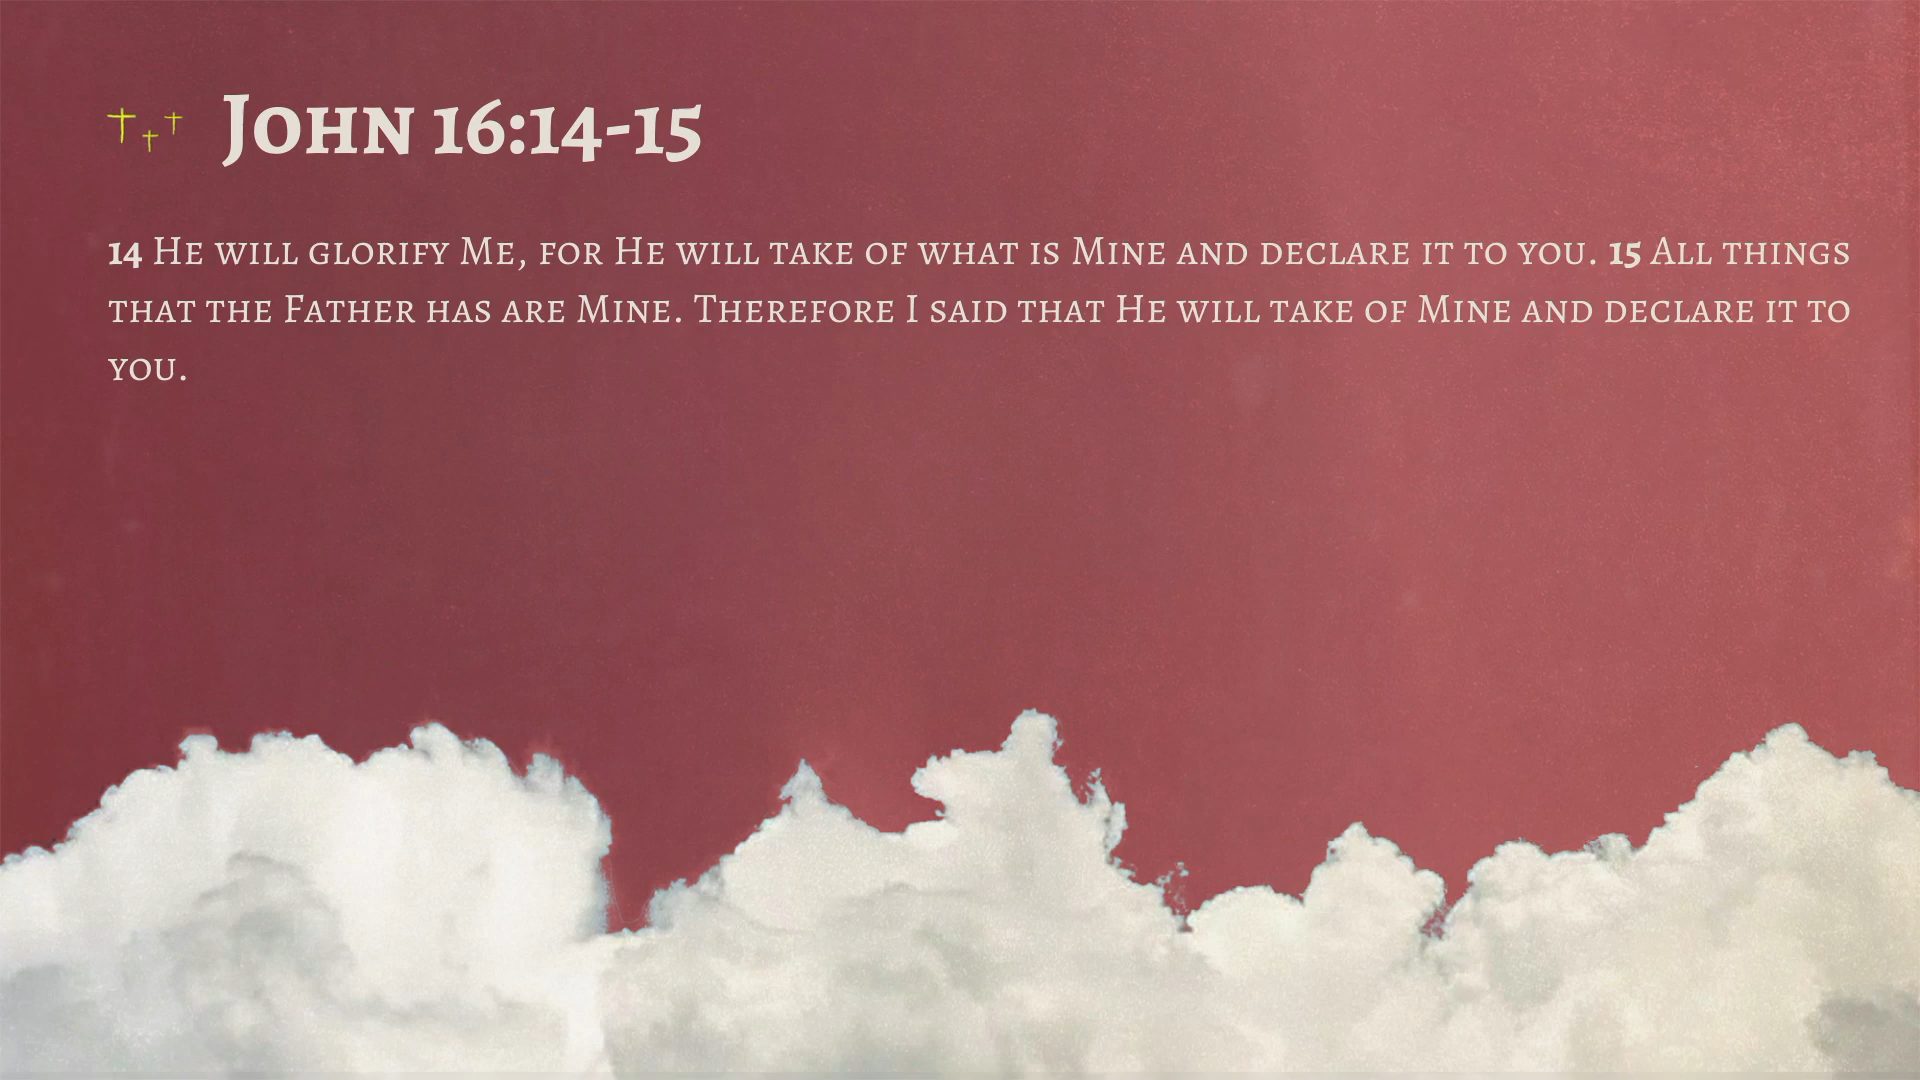 John 16:14-15
14 He will glorify Me, for He will take of what is Mine and declare it to you. 15 All things
that the Father has are Mine. Therefore I said that He will take of Mine and declare it to
you.